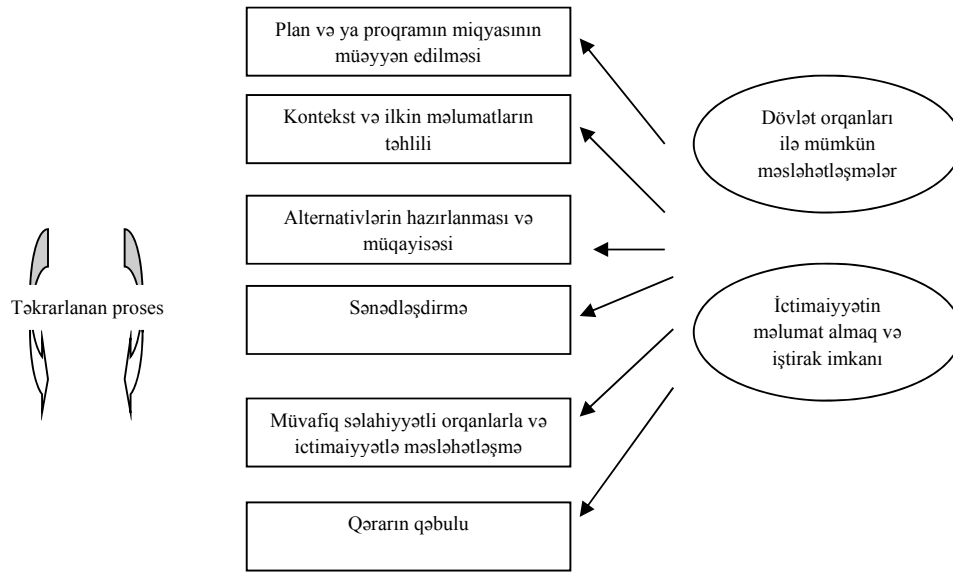 Plan və ya proqramın miqyasının
müəyyən edilməsi
Kontekst və ilkin məlumatların
təhlili
Alternativlərin hazırlanması və
müqayisəsi
Sənədləşdirmə
Müvafiq səlahiyyətli orqanlarla və
ictimaiyyətlə məsləhətləşmə
Qərarın qəbulu
Təkrarlanan proses
Dövlət orqanları
ilə mümkün
məsləhətləşmələr
İctimaiyyətin
məlumat almaq və
iştirak imkanı